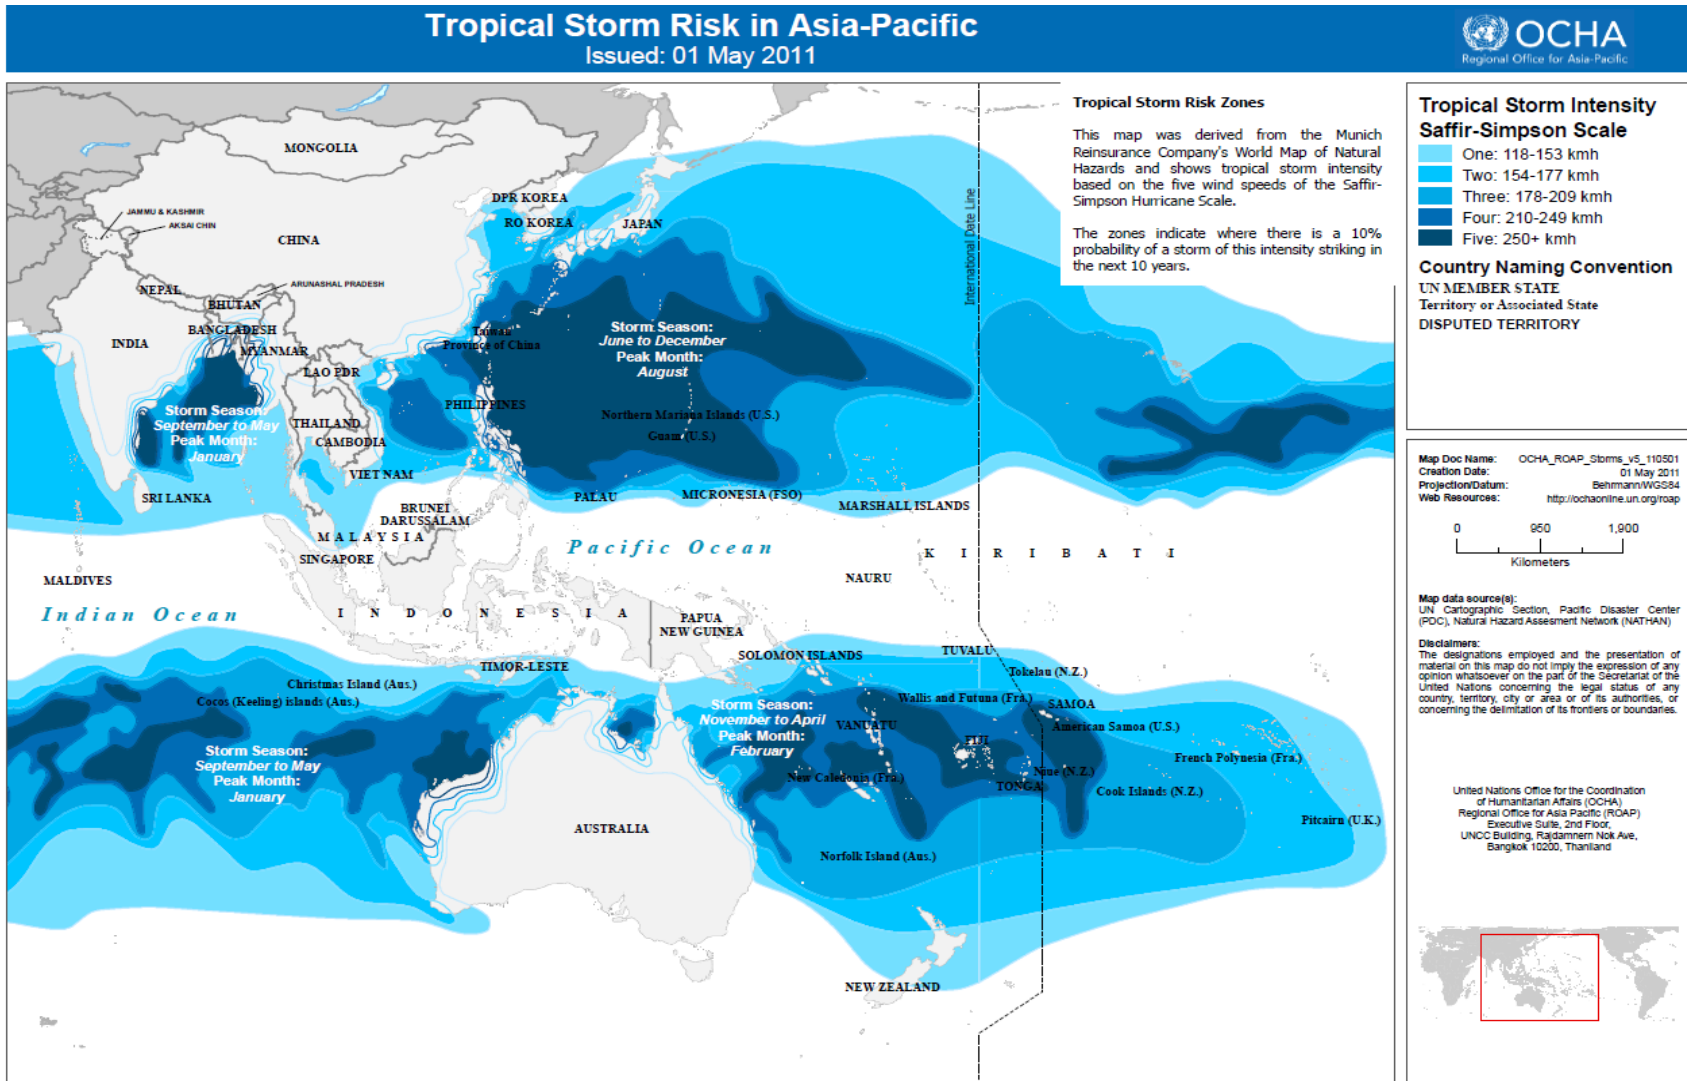 Tropical Storm Risk in Asia-Pacific
Issued: 01 May 2011
OCHA
Regional Office for Asia-Pacific
Tropical Storm Risk Zones
This map was derived from the Munich
Reinsurance Company's World Map of Natural
Hazards and shows tropical storm intensity
based on the five wind speeds of the Saffir-
Simpson Hurricane Scale.
The zones indicate where there is a 10%
probability of a storm of this intensity striking in
the next 10 years.
International Date Line
MONGOLIA
DPR KOREA
RO KOREA
JAPAN
JAMMU & KASHMIR
AKSAI CHIN
CHINA
ARUNASHAL PRADESH
NEPAL
BHUTAN
BANGLADESH
INDIA
MYANMAR
LAO PDR
Taiwan
Province of China
Storm Season:
June to December
Peak Month:
August
Storm Season:
September to May
Peak Month:
January
THAILAND
CAMBODIA
PHILIPPINES
Northern Mariana Islands (U.S.)
Guam (U.S.)
VIET NAM
SRI LANKA
PALAU
MICRONESIA (FSO)
MARSHALL ISLANDS
BRUNEI
DARUSSALAM
MALAYSIA
SINGAPORE
Pacific Ocean
KIRIBATI
MALDIVES
NAURU
Indian Ocean
INDONESIA
PAPUA
NEW GUINEA
TIMOR-LESTE
SOLOMON ISLANDS
TUVALU
Tokelau (N.Z.)
Christmas Island (Aus.)
Cocos (Keeling) islands (Aus.)
Storm Season:
September to May
Peak Month:
January
Storm Season:
November to April
Peak Month:
February
Wallis and Futuna (Fra.)
SAMOA
VANUATU
American Samoa (U.S.)
FIJI
French Polynesia (Fra.)
New Caledonia (Fra.)
Niue (N.Z.)
TONGA
Cook Islands (N.Z.)
AUSTRALIA
Pitcairn (U.K.)
Norfolk Island (Aus.)
NEW ZEALAND
Tropical Storm Intensity
Saffir-Simpson Scale
One: 118-153 kmh
Two: 154-177 kmh
Three: 178-209 kmh
Four: 210-249 kmh
Five: 250+ kmh
Country Naming Convention
UN MEMBER STATE
Territory or Associated State
DISPUTED TERRITORY
Map Doc Name: OCHA_ROAP_Storms_v5_110501
Creation Date: 01 May 2011
Projection/Datum: Behrmann/WGS84
Web Resources: http://ochaonline.un.org/roap
0 950 1,900
Kilometers
Map data source(s):
UN Cartographic Section, Pacific Disaster Center
(PDC), Natural Hazard Assesment Network (NATHAN)
Disclaimers:
The designations employed and the presentation of
material on this map do not imply the expression of any
opinion whatsoever on the part of the Secretariat of the
United Nations concerning the legal status of any
country, territory, city or area or of its authorities, or
concerning the delimitation of its frontiers or boundaries.
United Nations Office for the Coordination
of Humanitarian Affairs (OCHA)
Regional Office for Asia Pacific (ROAP)
Executive Suite, 2nd Floor,
UNCC Building, Rajdamnern Nok Ave,
Bangkok 10200, Thailand